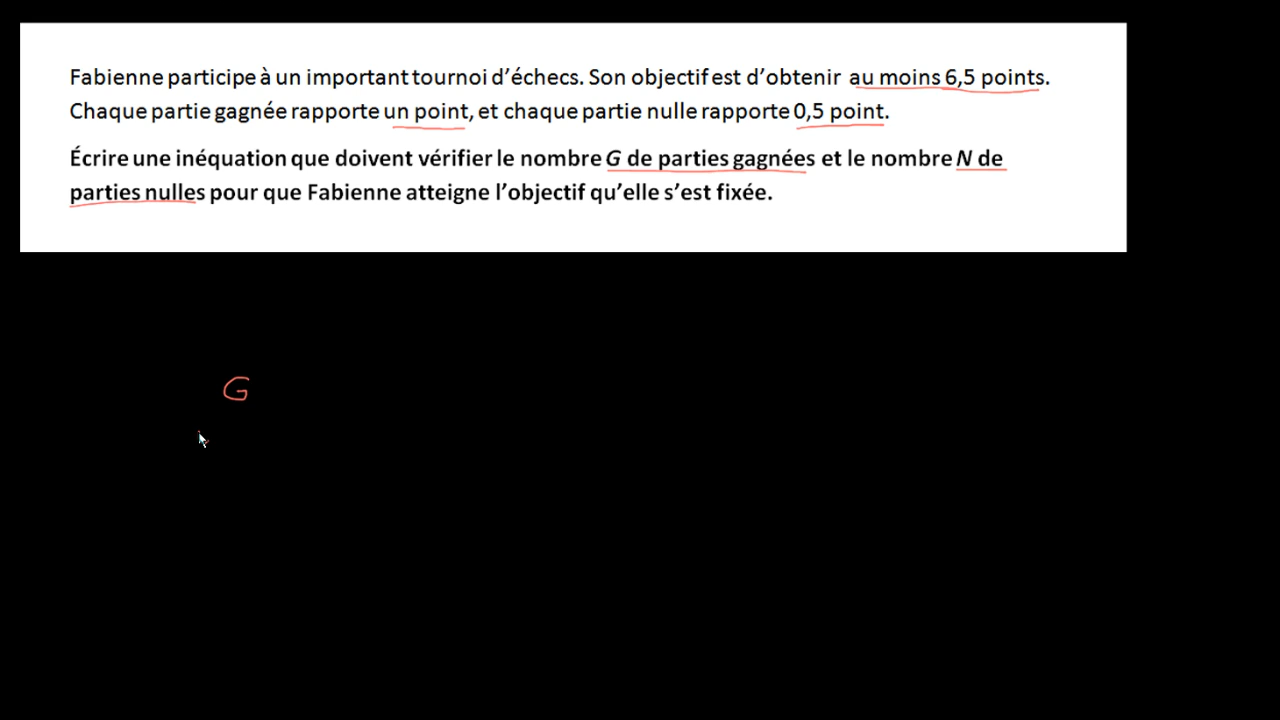 Fabienne participe à un important tournoi d’échecs. Son objectif est d’obtenir au moins 6,5 points.
Chaque partie gagnée rapporte un point, et chaque partie nulle rapporte 0,5 point.
Écrire une inéquation que doivent vérifier le nombre G de parties gagnées et le nombre N de
parties nulles pour que Fabienne atteigne l’objectif qu’elle s’est fixée.
G